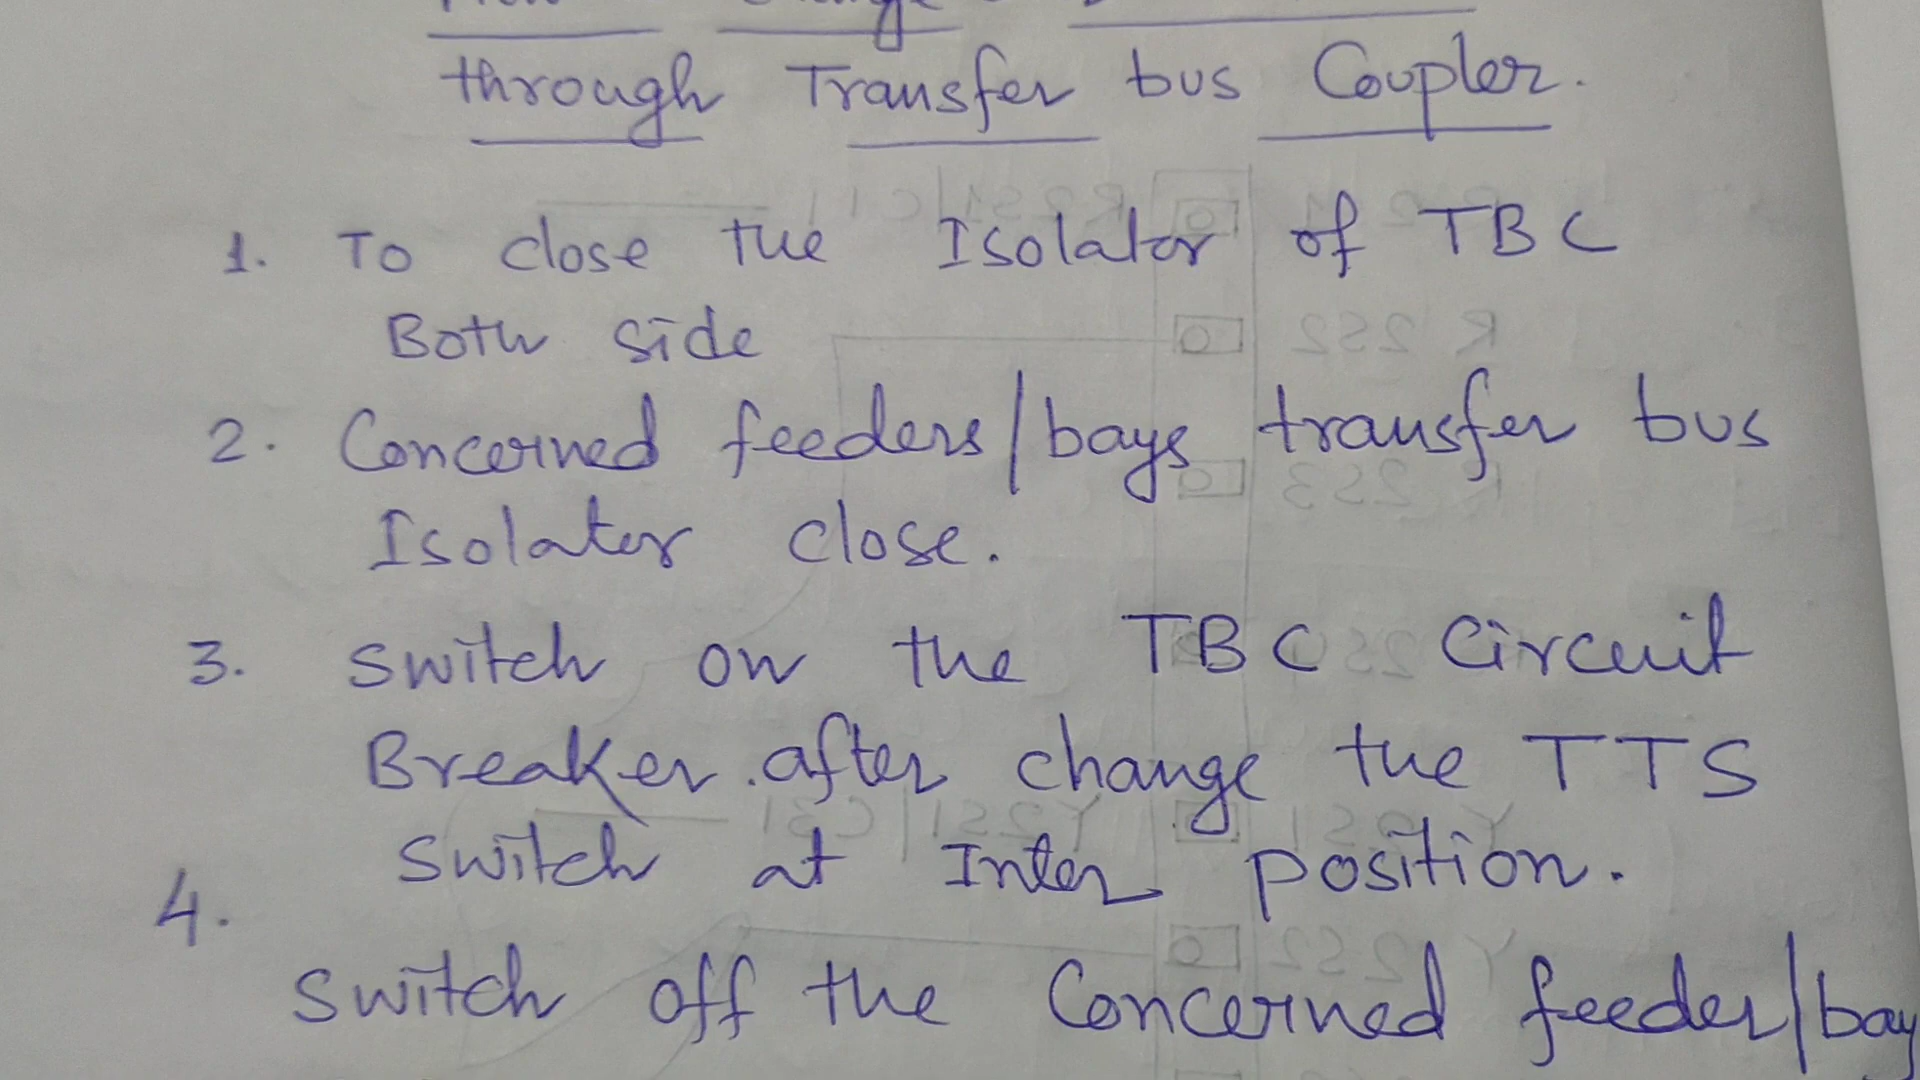 through Transfer bus Coupler.
1. To close the Isolator of TBC
Both side
2. Concerned feeders/bays transfer bus
Isolator close.
3. Switch on the TBC Circuit
Breaker. after change the TTS
Switch at Inter position.
4.
Switch off the Concerned feeder/bay